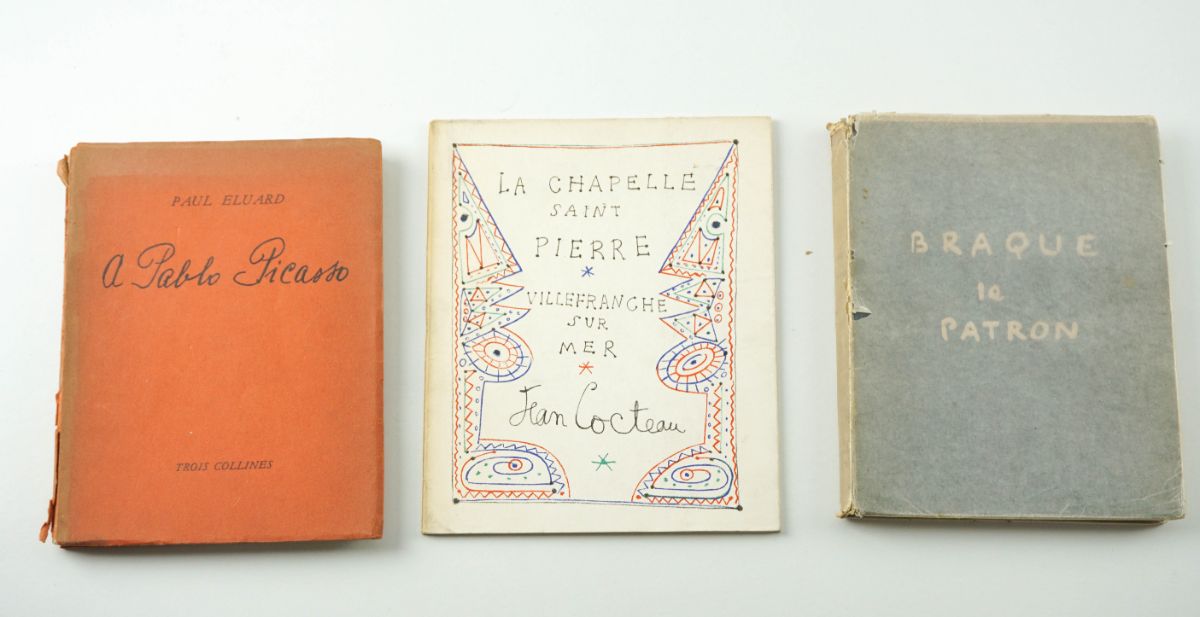 PAUL ELUARD
A Pablo Picasso
TROIS COLLINES
LA CHAPELLE
SAINT
PIERRE
VILLEFRANCHE
SUR
MER
Jean Cocteau
BRAQUE
le
PATRON